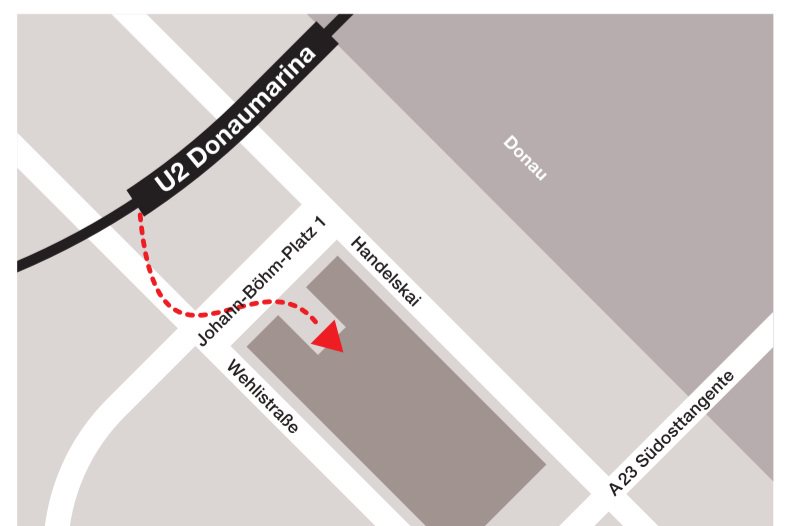 U2 Donaumarina
Donau
Johann-Böhm-Platz 1
Handelskai
Wehlistraße
A 23 Südosttangente